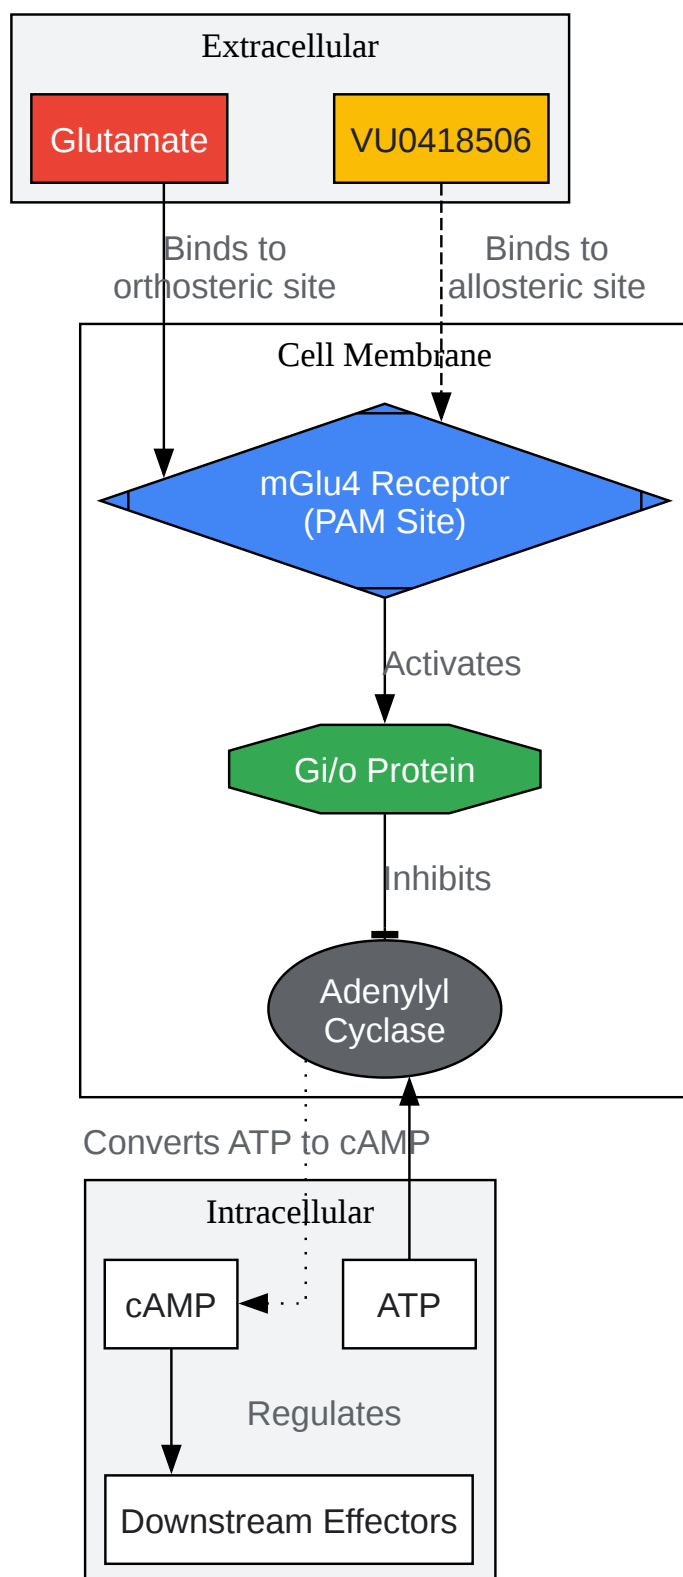 Extracellular
Glutamate
VU0418506
Binds to
orthosteric site
Binds to
allosteric site
Cell Membrane
mGlu4 Receptor
(PAM Site)
Activates
Gi/o Protein
Inhibits
Adenylyl
Cyclase
Converts ATP to cAMP
Intracellular
cAMP
ATP
Regulates
Downstream Effectors